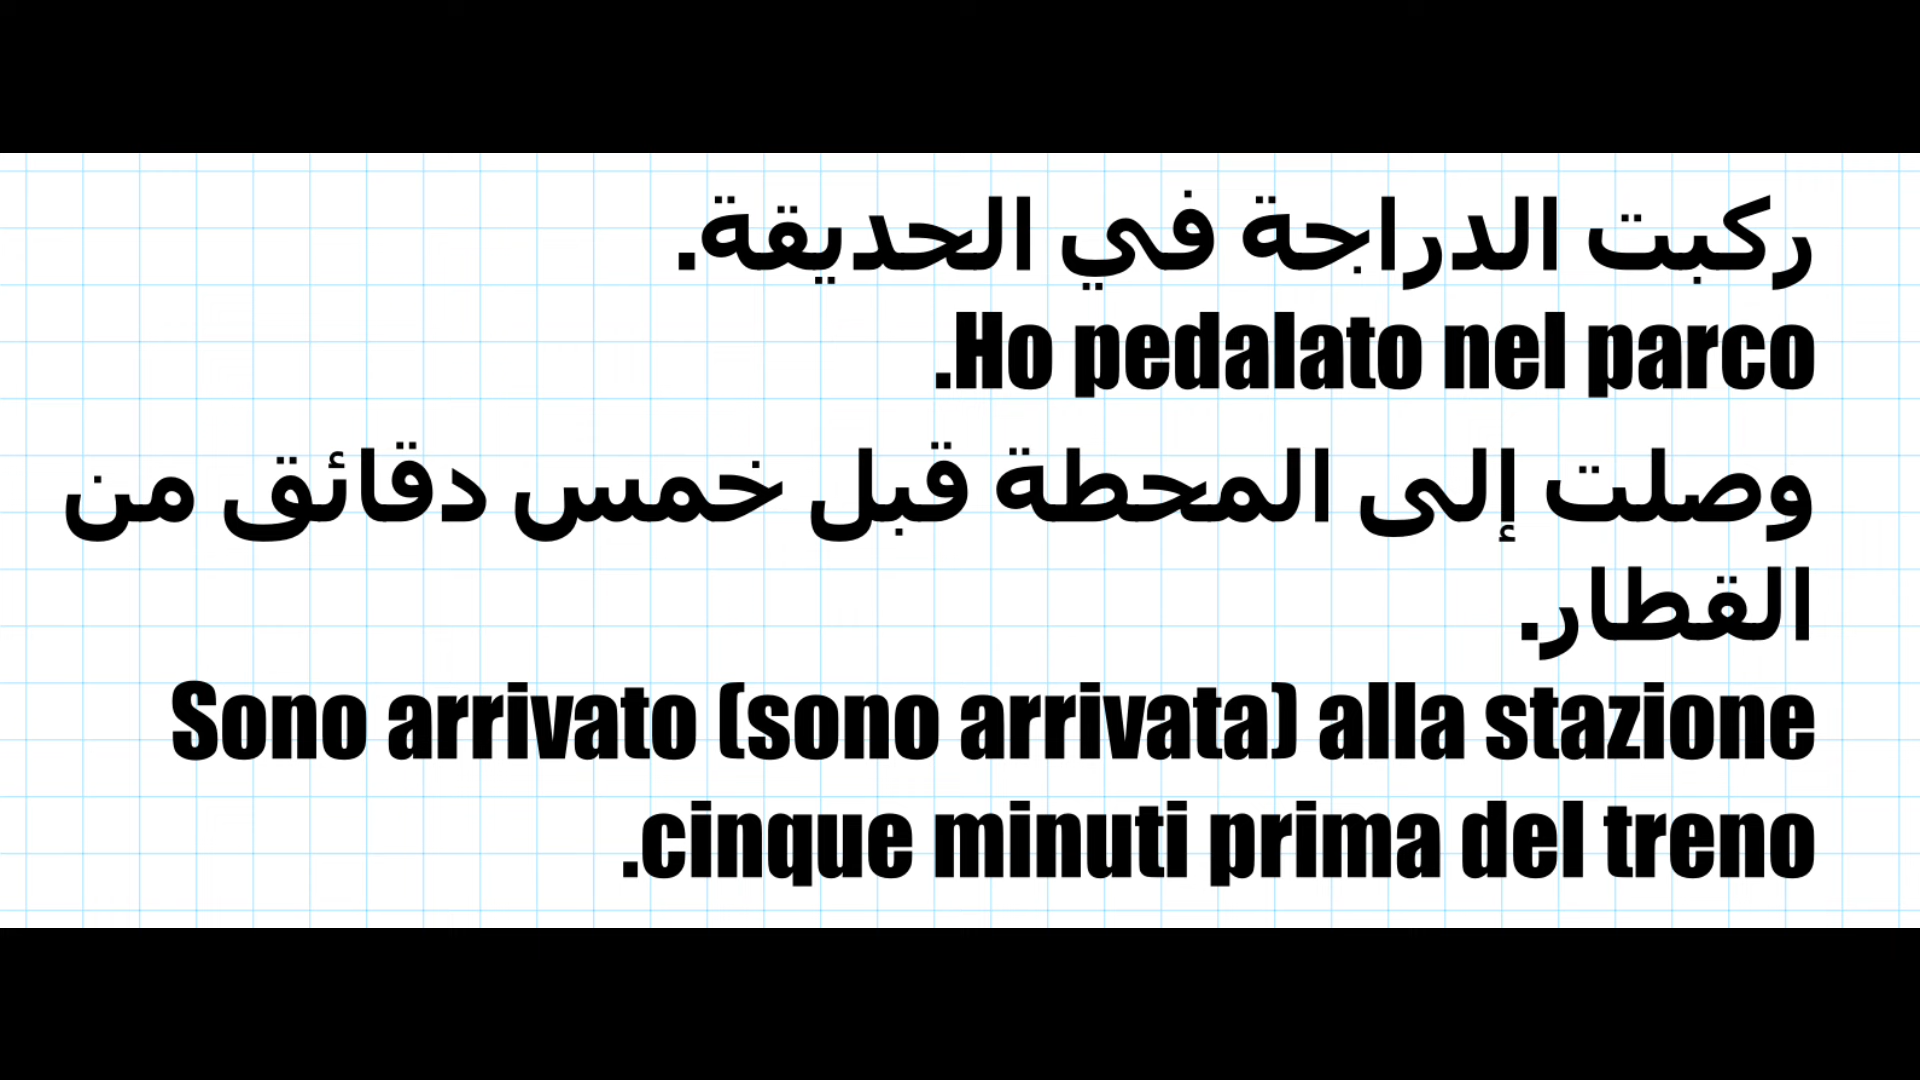 ركبت الدراجة في الحديقة.
.Ho pedalato nel parco
وصلت إلى المحطة قبل خمس دقائق من
القطار.
Sono arrivato (sono arrivata) alla stazione
.cinque minuti prima del treno